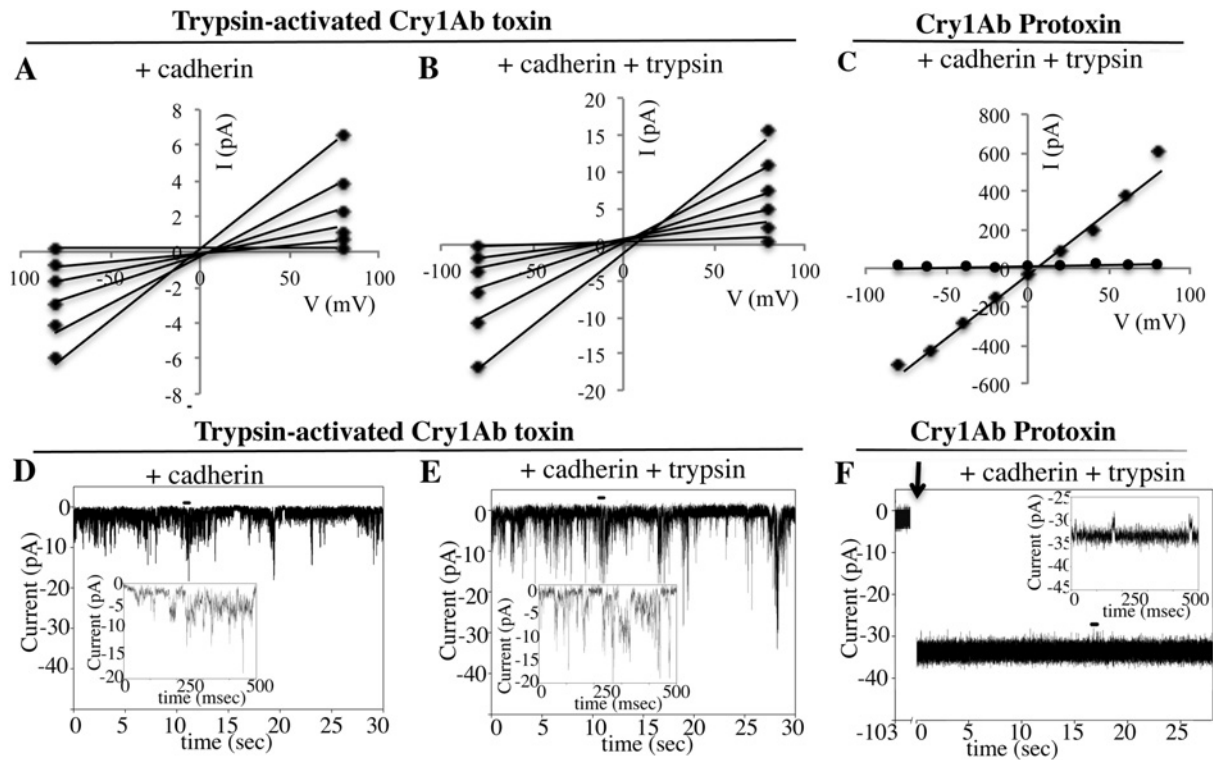 Trypsin-activated Cry1Ab toxin
Cry1Ab Protoxin
A
+ cadherin
B
+ cadherin + trypsin
C
+ cadherin + trypsin
8
6
4
2
0
-2
-4
-6
-8
I (pA)
100
0
50
100
V (mV)
20
15
10
5
0
-5
-10
-15
-20
I (pA)
-100
-50
0
50
100
V (mV)
800
600
400
200
0
-200
-400
-600
I (pA)
-100
-50
0
50
100
V (mV)
Trypsin-activated Cry1Ab toxin
Cry1Ab Protoxin
D
+ cadherin
E
+ cadherin + trypsin
F
+ cadherin + trypsin
Current (pA)
0
10
-20
-30
-40
0
5
10
15
20
25
30
time (sec)
Current (pA)
0
-5
-10
-15
-20
0
250
500
time (msec)
Current (pA)
0
10
-20
-30
-40
0
5
10
15
20
25
30
time (sec)
Current (pA)
0
-5
-10
-15
-20
0
250
500
time (msec)
Current (pA)
0
-10
-20
-30
-40
-103
0
5
10
15
20
25
time (sec)
Current (pA)
-25
-30
-35
-40
-45
0
250
500
time (msec)